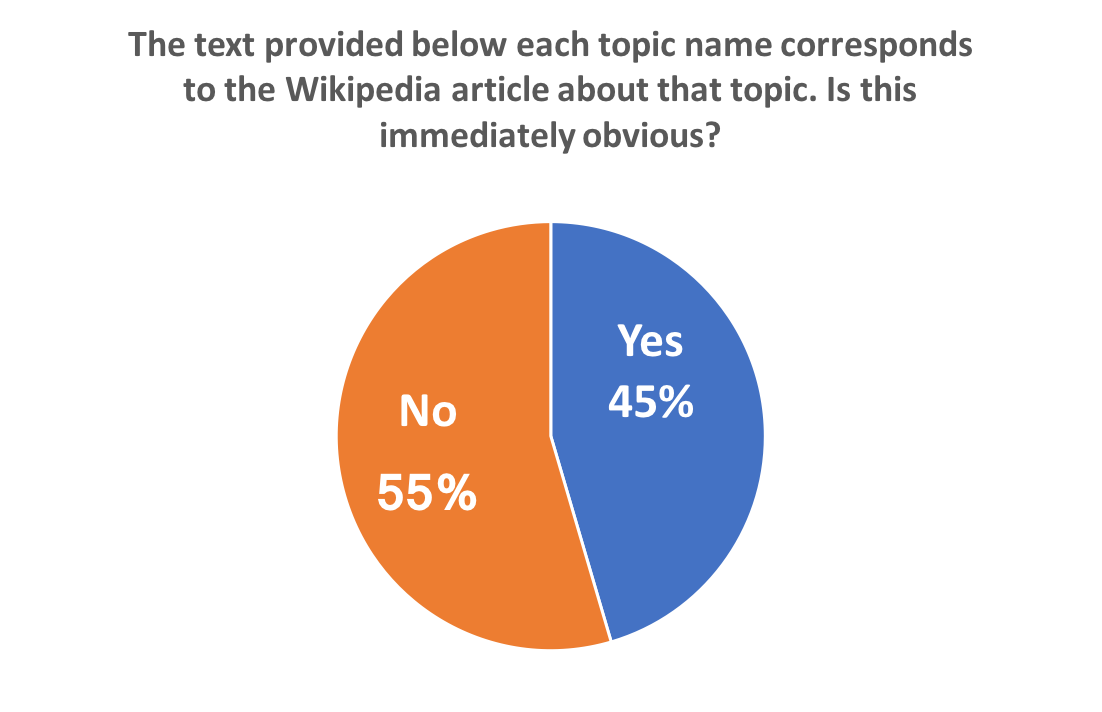 The text provided below each topic name corresponds
to the Wikipedia article about that topic. Is this
immediately obvious?
Yes
45%
No
55%